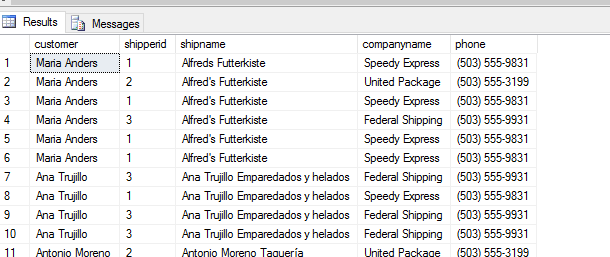 Results Messages
customer shipperid shipname companyname phone
1 Maria Anders 1 Alfreds Futterkiste Speedy Express (503) 555-9831
2 Maria Anders 2 Alfred's Futterkiste United Package (503) 555-3199
3 Maria Anders 1 Alfred's Futterkiste Speedy Express (503) 555-9831
4 Maria Anders 3 Alfred's Futterkiste Federal Shipping (503) 555-9931
5 Maria Anders 1 Alfred's Futterkiste Speedy Express (503) 555-9831
6 Maria Anders 1 Alfred's Futterkiste Speedy Express (503) 555-9831
7 Ana Trujillo 3 Ana Trujillo Emparedados y helados Federal Shipping (503) 555-9931
8 Ana Trujillo 1 Ana Trujillo Emparedados y helados Speedy Express (503) 555-9831
9 Ana Trujillo 3 Ana Trujillo Emparedados y helados Federal Shipping (503) 555-9931
10 Ana Trujillo 3 Ana Trujillo Emparedados y helados Federal Shipping (503) 555-9931
11 Antonio Moreno 2 Antonio Moreno Taquería United Package (503) 555-3199